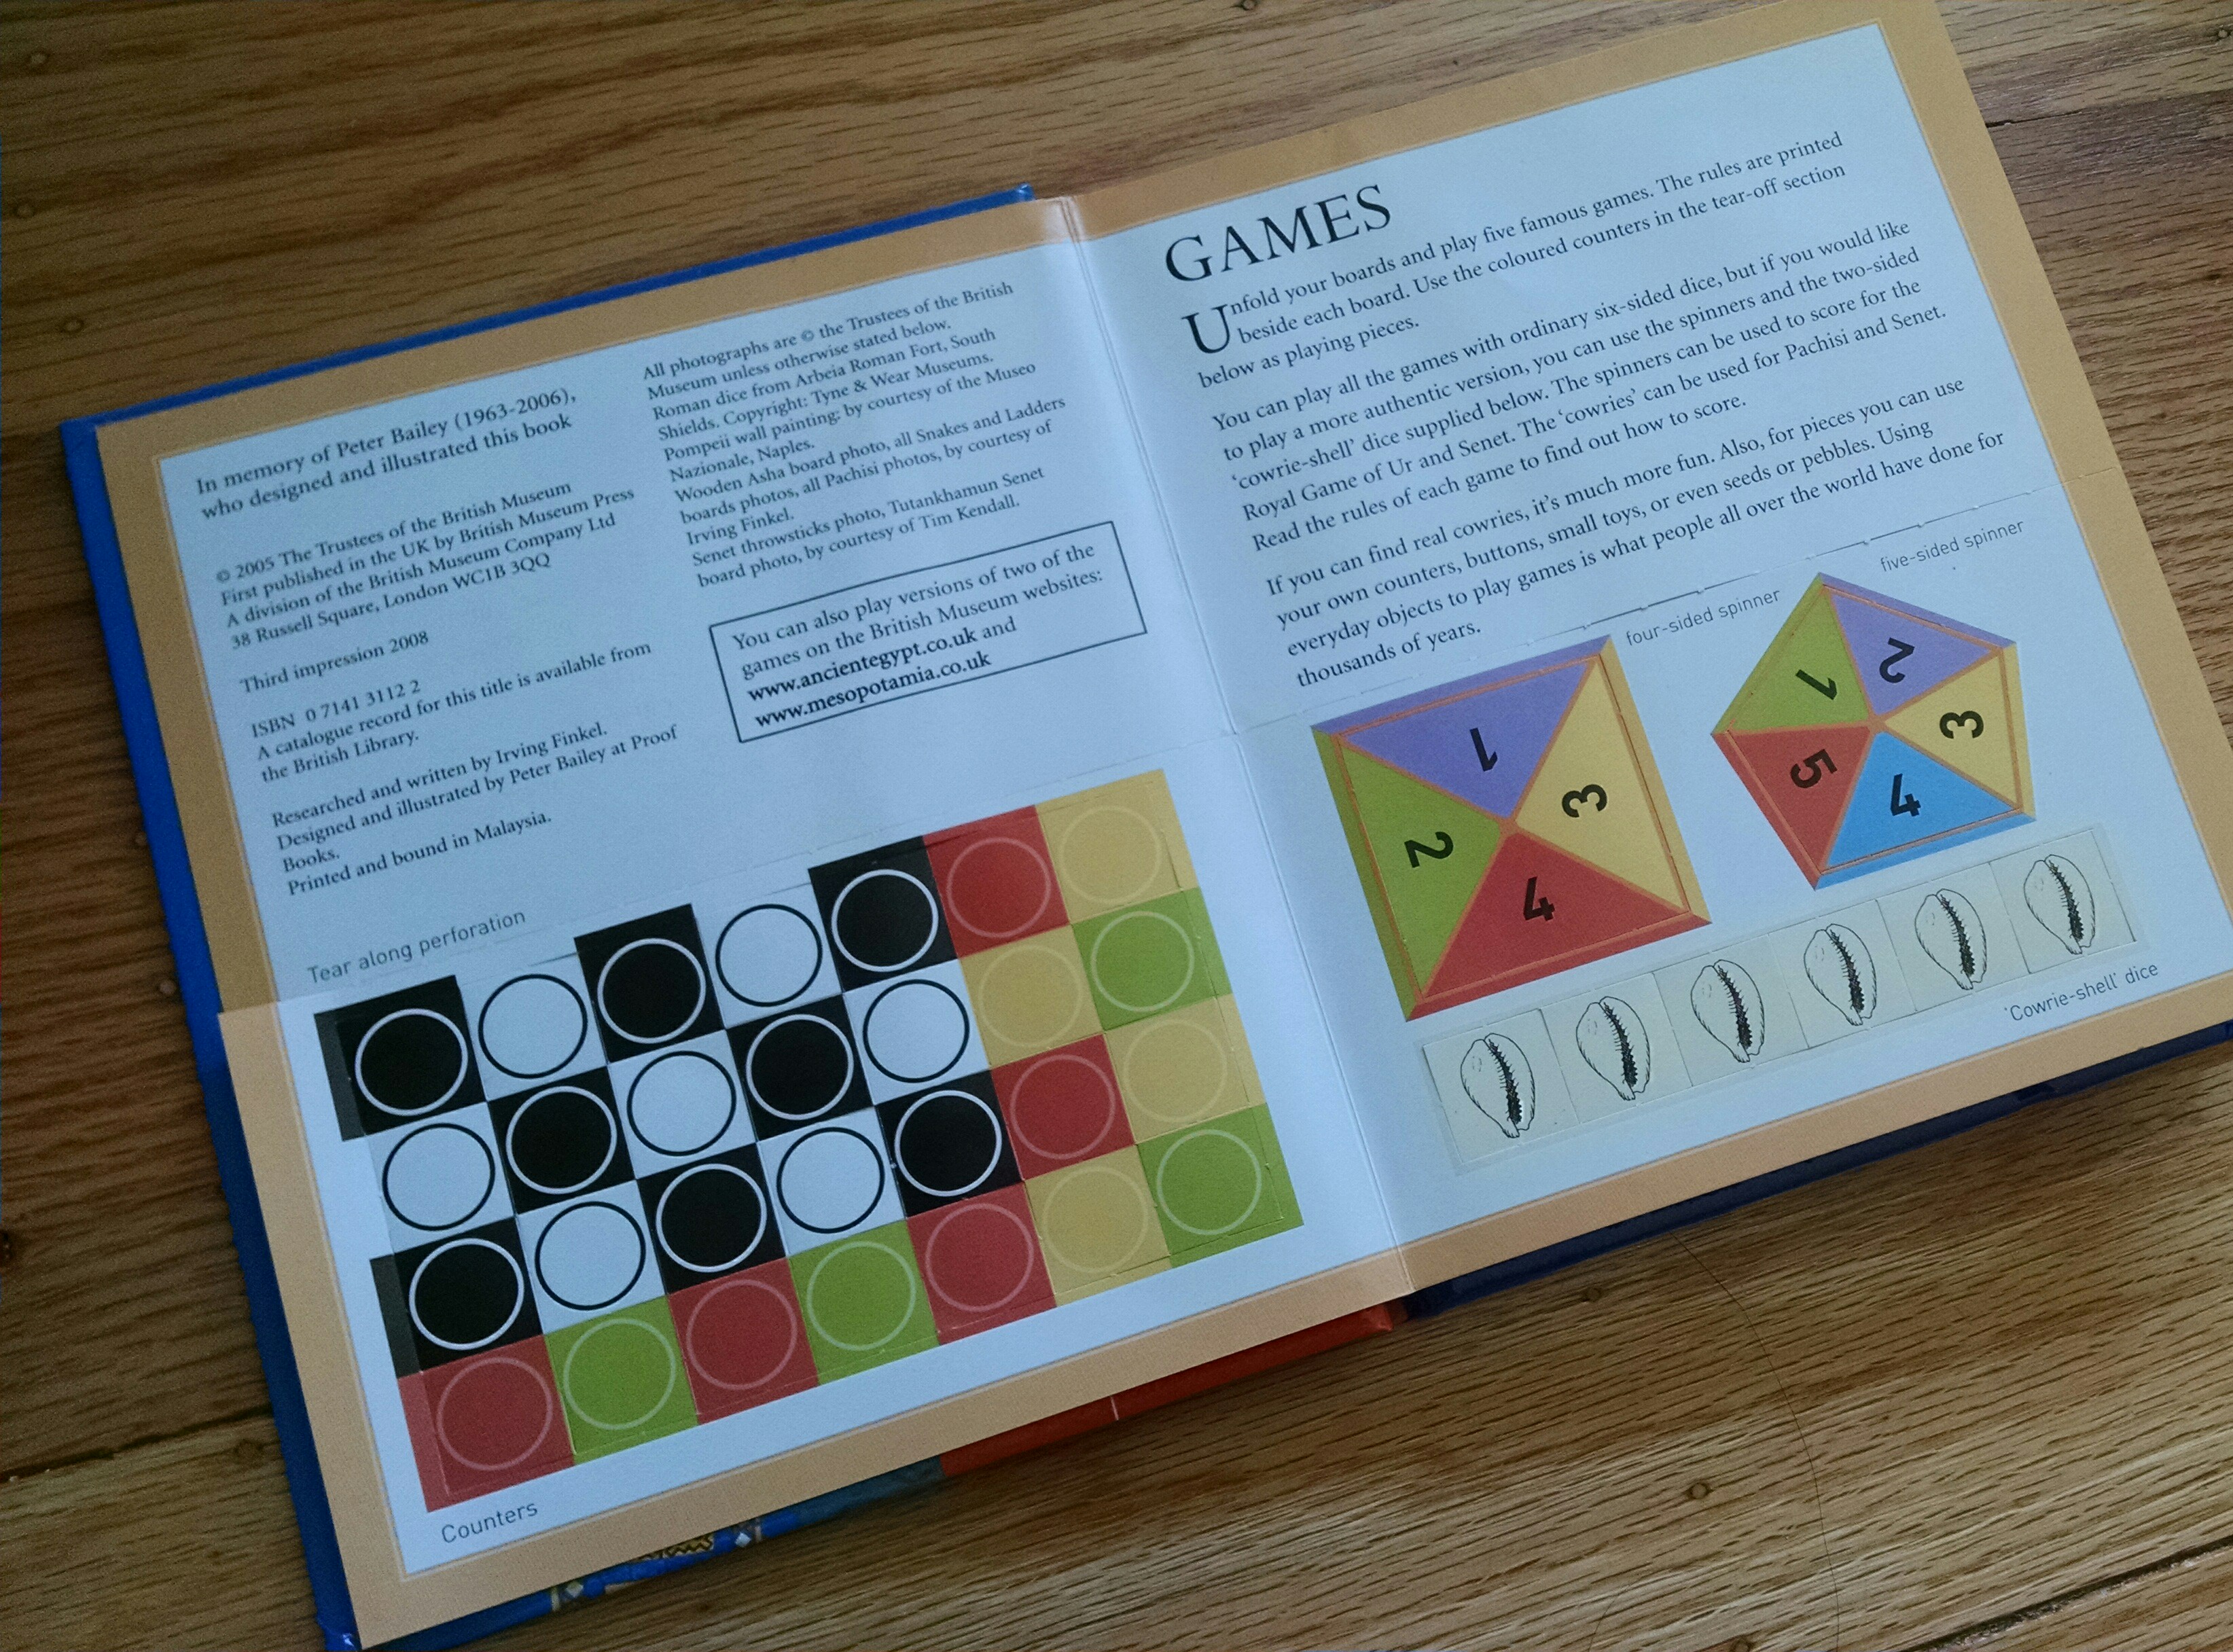 In memory of Peter Bailey (1963-2006),
who designed and illustrated this book
© 2005 The Trustees of the British Museum
First published in the UK by British Museum Press
A division of the British Museum Company Ltd
38 Russell Square, London WC1B 3QQ
Third impression 2008
ISBN 0 7141 3112 2
A catalogue record for this title is available from
the British Library.
Researched and written by Irving Finkel.
Designed and illustrated by Peter Bailey at Proof
Books.
Printed and bound in Malaysia.
All photographs are © the Trustees of the British
Museum unless otherwise stated below.
Roman dice from Arbeia Roman Fort, South
Shields. Copyright: Tyne & Wear Museums.
Pompeii wall painting: by courtesy of the Museo
Nazionale, Naples.
Wooden Asha board photo, all Snakes and Ladders
boards photos, all Pachisi photos, by courtesy of
Irving Finkel.
Senet throwsticks photo, Tutankhamun Senet
board photo, by courtesy of Tim Kendall.
You can also play versions of two of the
games on the British Museum websites:
www.ancientegypt.co.uk and
www.mesopotamia.co.uk
Tear along perforation
Counters
GAMES
Unfold your boards and play five famous games. The rules are printed
beside each board. Use the coloured counters in the tear-off section
below as playing pieces.
You can play all the games with ordinary six-sided dice, but if you would like
to play a more authentic version, you can use the spinners and the two-sided
‘cowrie-shell’ dice supplied below. The spinners can be used to score for the
Royal Game of Ur and Senet. The ‘cowries’ can be used for Pachisi and Senet.
Read the rules of each game to find out how to score.
If you can find real cowries, it’s much more fun. Also, for pieces you can use
your own counters, buttons, small toys, or even seeds or pebbles. Using
everyday objects to play games is what people all over the world have done for
thousands of years.
four-sided spinner
1
3
2
4
five-sided spinner
1
2
3
5
4
‘Cowrie-shell’ dice